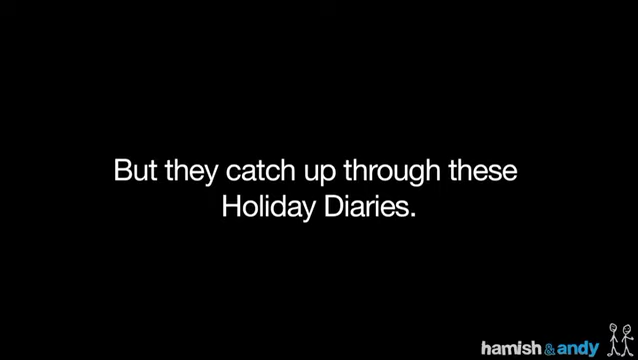 But they catch up through these
Holiday Diaries.
hamish & andy